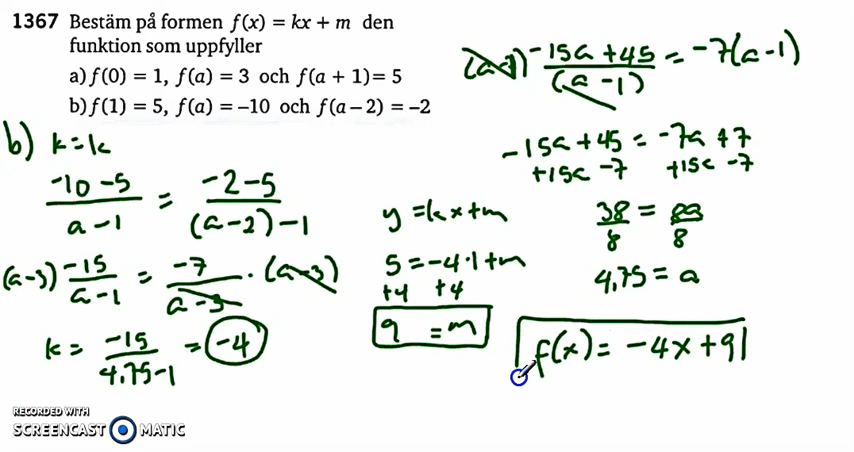 1367 Bestäm på formen f(x) = kx + m den
funktion som uppfyller
a) f(0) = 1, f(a) = 3 och f(a + 1) = 5
b) f(1) = 5, f(a) = –10 och f(a – 2) = –2
b) k = k
(-10 - 5)/(a - 1) = (-2 - 5)/((a - 2) - 1)
(a - 3) (-15)/(a - 1) = (-7)/(a - 3) · (a - 3)
k = (-15)/(4,75 - 1) = -4
y = kx + m
5 = -4 · 1 + m
+4 +4
9 = m
(a - 1) (-15a + 45)/(a - 1) = -7(a - 1)
-15a + 45 = -7a + 7
+15a - 7 +15a - 7
38/8 = 8a/8
4,75 = a
f(x) = -4x + 9
RECORDED WITH
SCREENCAST MATIC